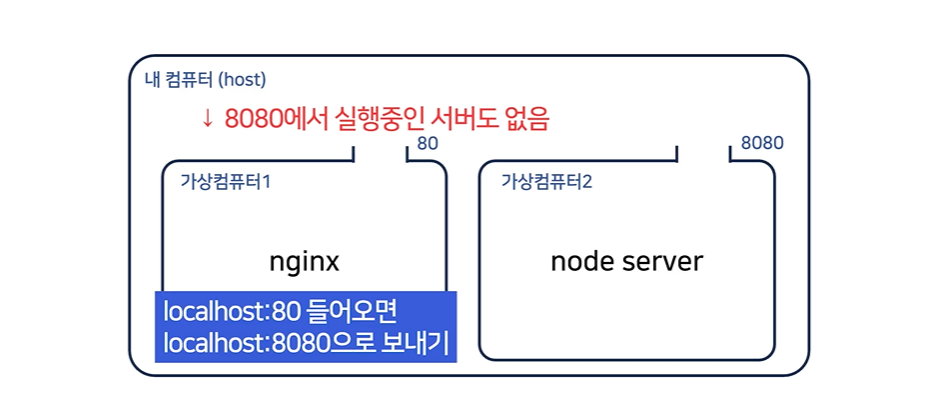 내 컴퓨터 (host)
↓ 8080에서 실행중인 서버도 없음
80
8080
가상컴퓨터1
가상컴퓨터2
nginx
node server
localhost:80 들어오면
localhost:8080으로 보내기